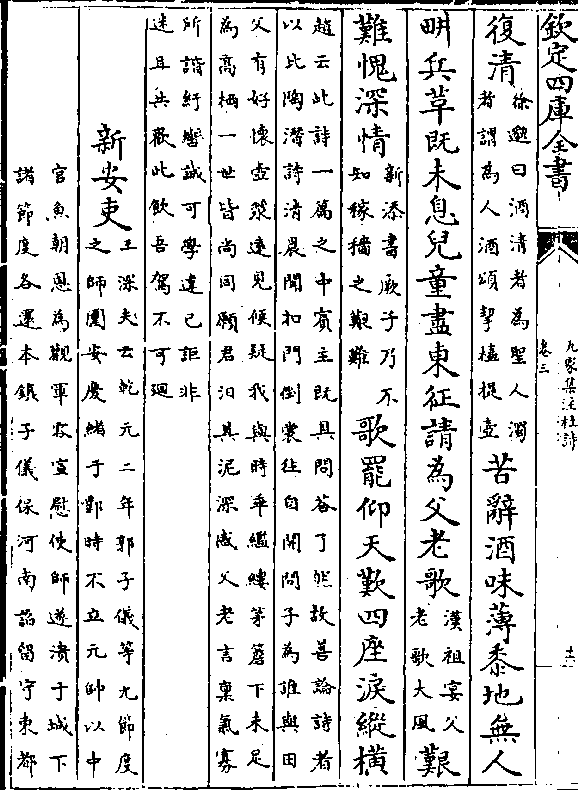 欽定四庫全書
九家集注杜詩
卷三
復清
徐邈曰酒清者為聖人濁
者謂為人酒頌挈榼提壺
苦辭酒味薄黍地無人
畊兵草既未息兒童盡東征請為父老歌
漢祖宴父
老歌大風
艱
難愧深情
新添書厥子乃不
知稼穡之艱難
歌罷仰天歎四座淚縱橫
趙云此詩一篇之中賓主既具問答了然故善論詩者
以比陶潛詩清晨聞扣門倒裳往自開問子為誰與田
父有好懷壺漿遠見候疑我與時乖繿縷茅簷下未足
為高栖一世皆尚同願君汨其泥深感父老言稟氣寡
所諧紆轡誠可學違已詎非
迷且共歡此飲吾駕不可迴
新安吏
王深夫云乾元二年郭子儀等九節度
之師圍安慶緒于鄴時不立元帥以中
官魚朝恩為觀軍容宣慰使師遂潰于城下
諸節度各還本鎮子儀保河南詔留守東都